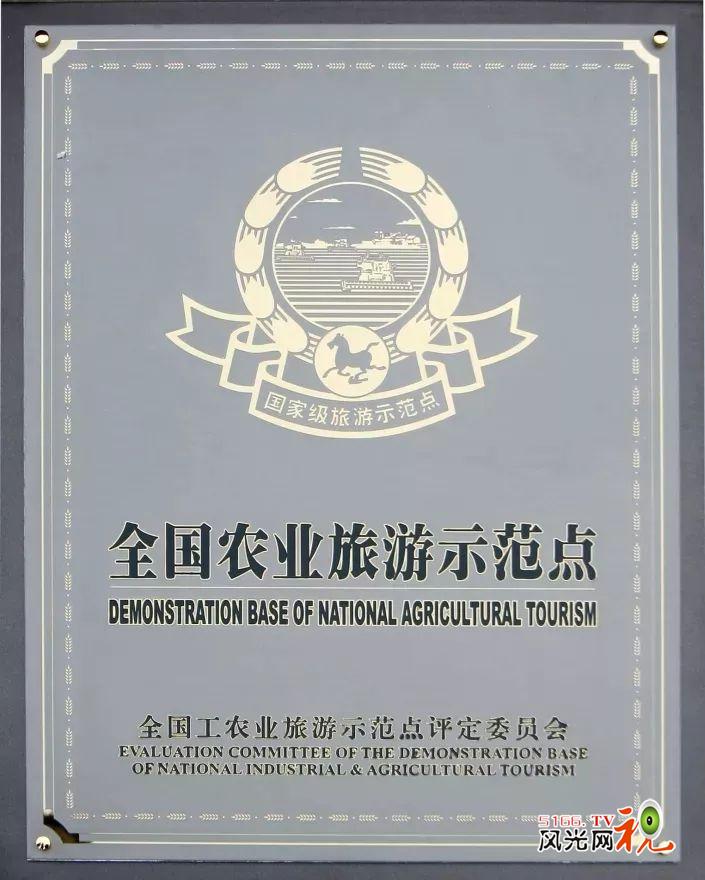 国家级旅游示范点
全国农业旅游示范点
DEMONSTRATION BASE OF NATIONAL AGRICULTURAL TOURISM
全国工农业旅游示范点评定委员会
EVALUATION COMMITTEE OF THE DEMONSTRATION BASE
OF NATIONAL INDUSTRIAL & AGRICULTURAL TOURISM
5166.TV
风光网视